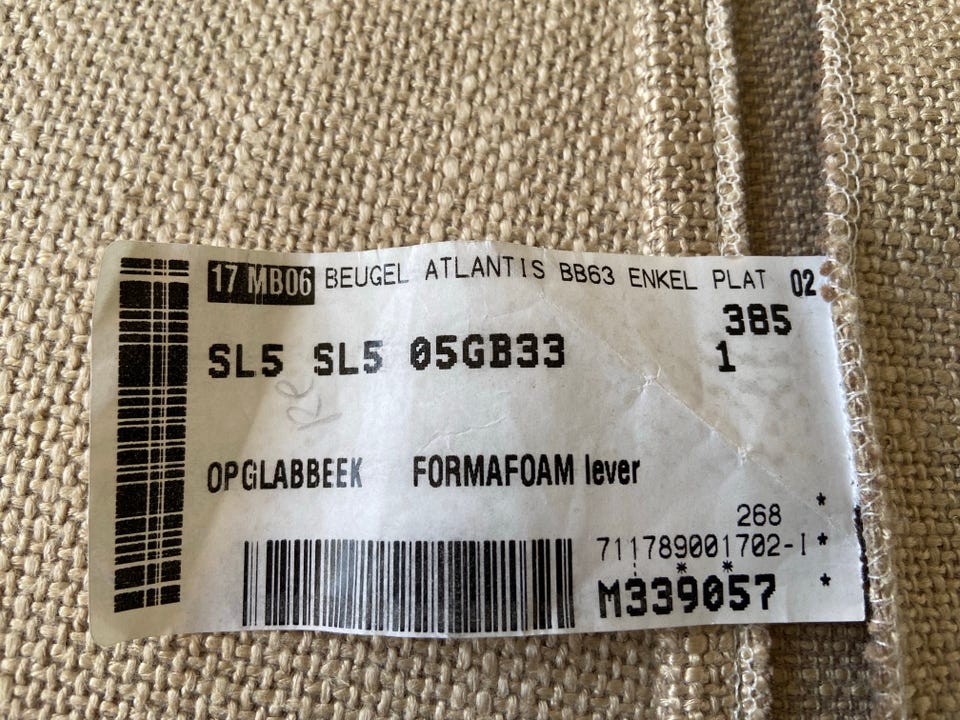 17 MB06 BEUGEL ATLANTIS BB63 ENKEL PLAT 02
385
SL5 SL5 05GB33 1
Re
OPGLABBEEK FORMAFOAM lever
268 *
711789001702-I *
* *
M339057 *